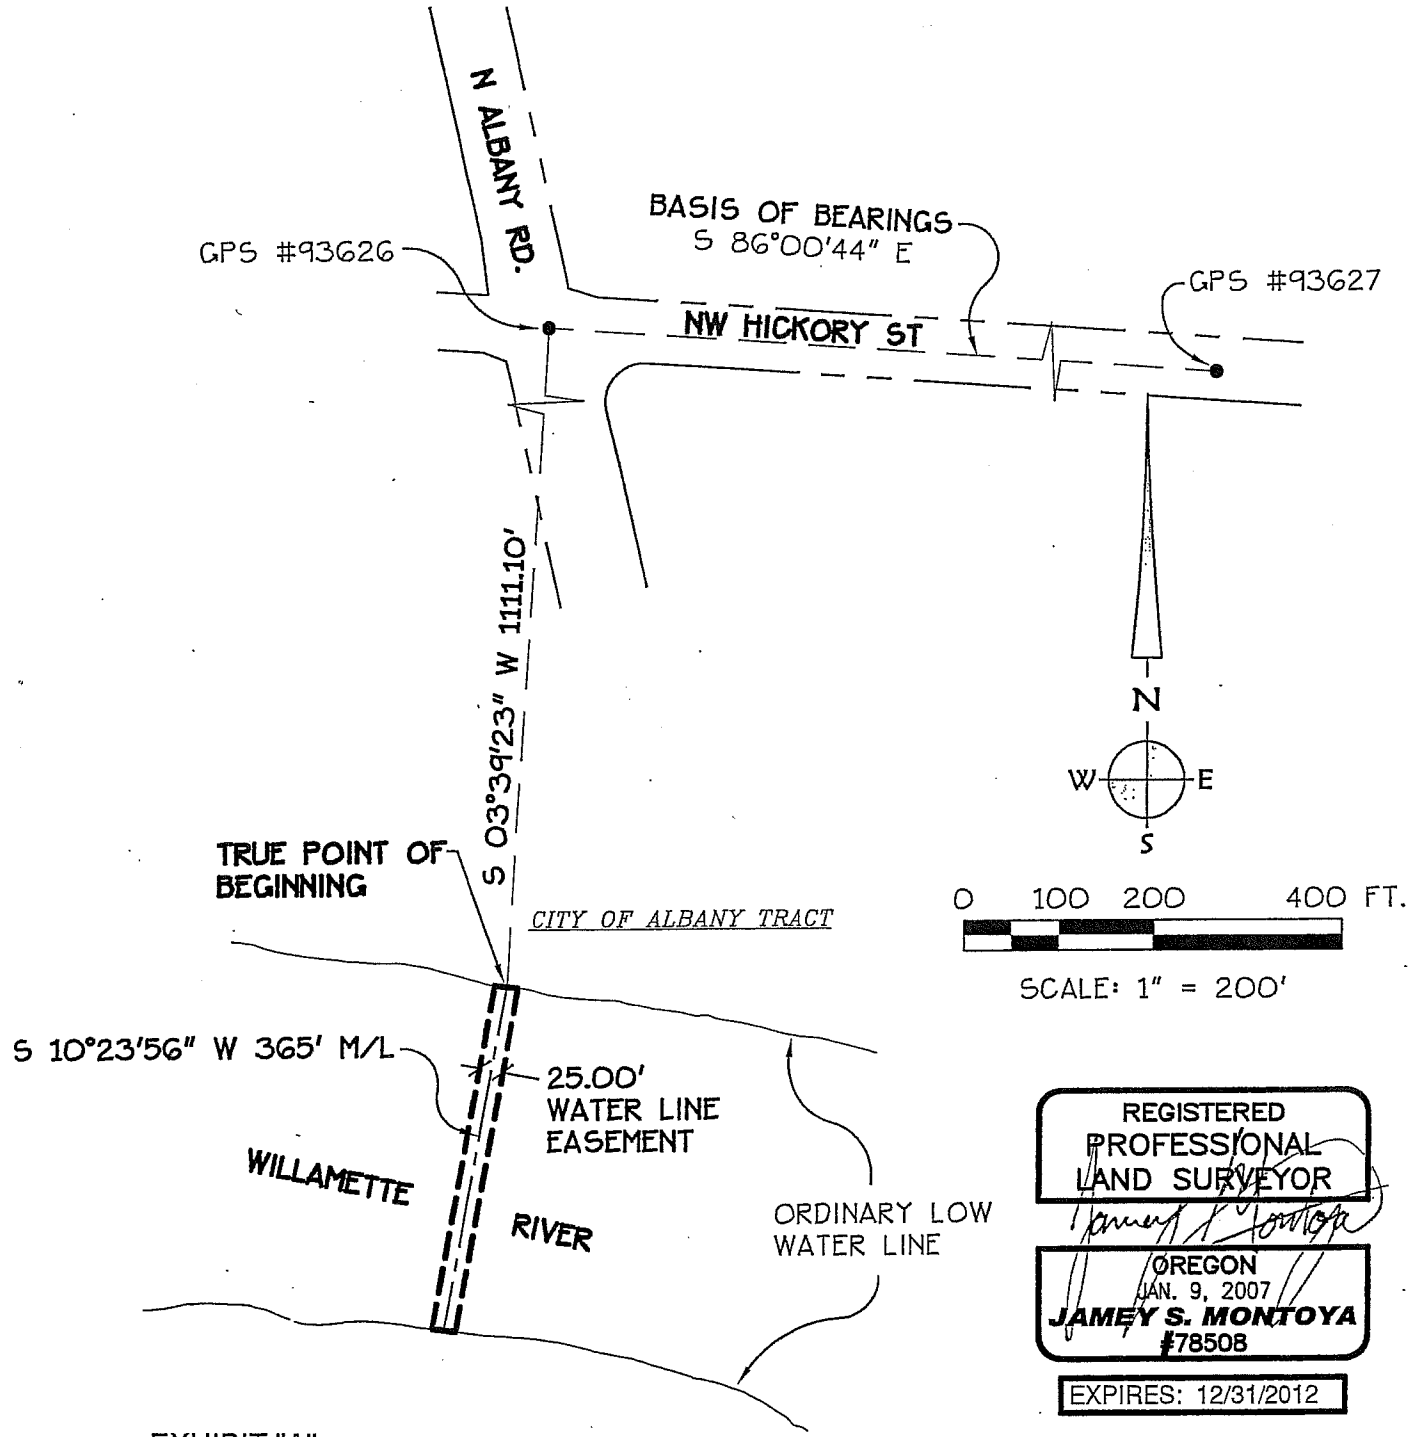 N ALBANY RD.
BASIS OF BEARINGS
S 86°00'44" E
GPS #93626
GPS #93627
NW HICKORY ST
S 03°39'23" W 1111.10'
N
W
E
S
TRUE POINT OF
BEGINNING
CITY OF ALBANY TRACT
0 100 200 400 FT.
SCALE: 1" = 200'
S 10°23'56" W 365' M/L
25.00'
WATER LINE
EASEMENT
WILLAMETTE
RIVER
ORDINARY LOW
WATER LINE
REGISTERED
PROFESSIONAL
LAND SURVEYOR
OREGON
JAN. 9, 2007
JAMEY S. MONTOYA
#78508
EXPIRES: 12/31/2012